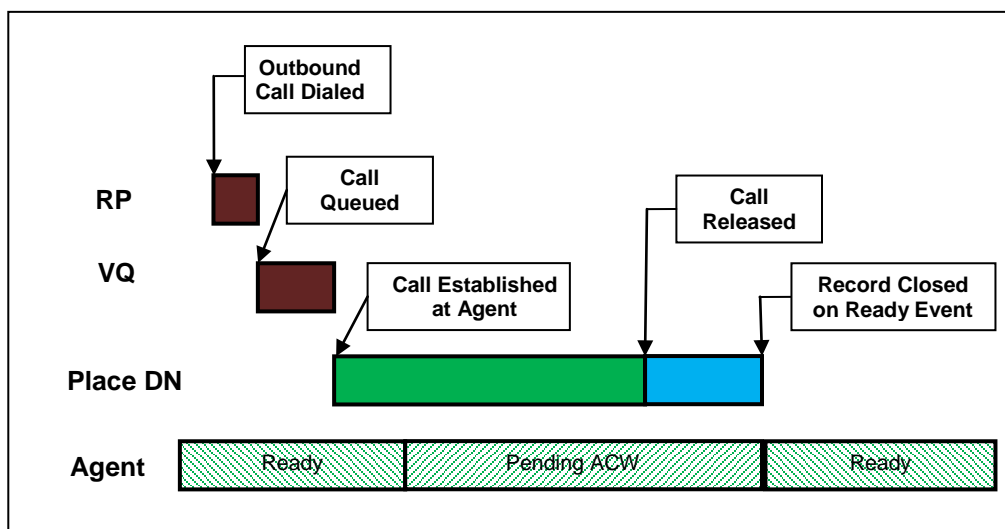 Outbound
Call Dialed
RP
Call
Queued
Call
Released
VQ
Call Established
at Agent
Record Closed
on Ready Event
Place DN
Agent
Ready
Pending ACW
Ready